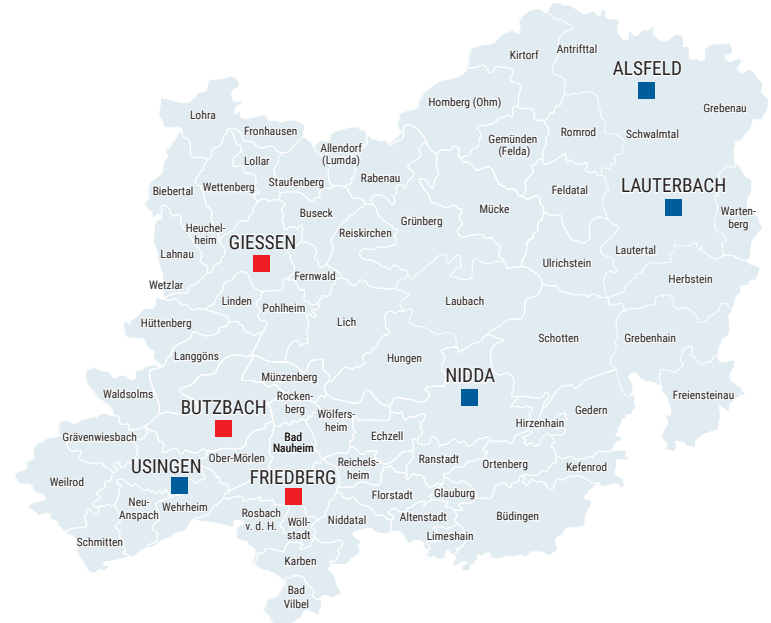 Kirtorf
Antrifttal
ALSFELD
Homberg (Ohm)
Grebenau
Lohra
Fronhausen
Gemünden
(Felda)
Romrod
Schwalmtal
Allendorf
(Lumda)
Lollar
Staufenberg
Rabenau
Biebertal
Wettenberg
Feldatal
LAUTERBACH
Buseck
Mücke
Grünberg
Warten-
berg
Heuchel-
heim
GIESSEN
Reiskirchen
Lahnau
Lautertal
Ulrichstein
Fernwald
Herbstein
Wetzlar
Linden
Pohlheim
Laubach
Hüttenberg
Lich
Schotten
Grebenhain
Langgöns
Hungen
Münzenberg
NIDDA
Waldsolms
Rocken-
berg
Freiensteinau
BUTZBACH
Wölfers-
heim
Gedern
Hirzenhain
Grävenwiesbach
Bad
Nauheim
Echzell
Ober-Mörlen
USINGEN
Reichels-
heim
Ranstadt
Ortenberg
Kefenrod
Weilrod
FRIEDBERG
Florstadt
Glauburg
Neu-
Anspach
Wehrheim
Rosbach
v. d. H.
Wöll-
stadt
Niddatal
Altenstadt
Büdingen
Limeshain
Schmitten
Karben
Bad
Vilbel